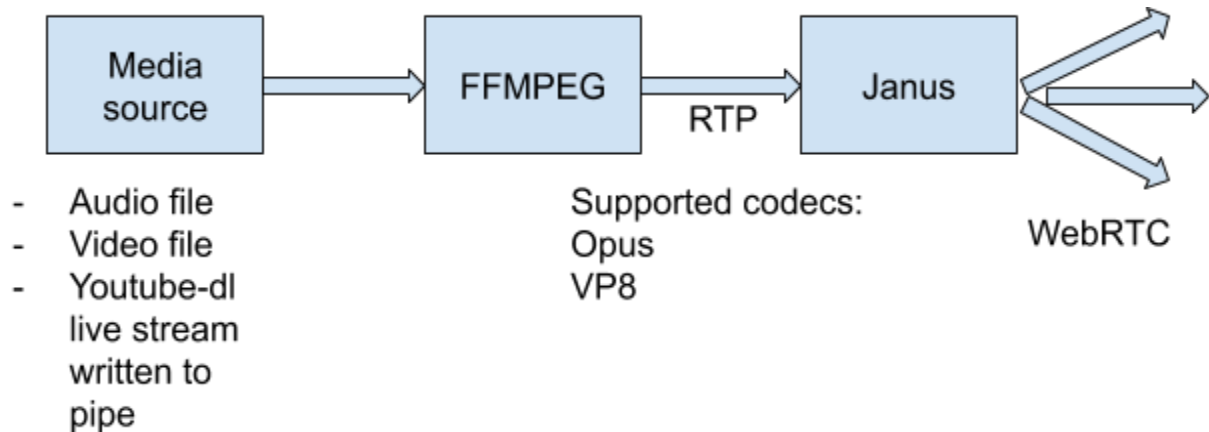 Media
source
FFMPEG
RTP
Janus
- Audio file
- Video file
- Youtube-dl
live stream
written to
pipe
Supported codecs:
Opus
VP8
WebRTC